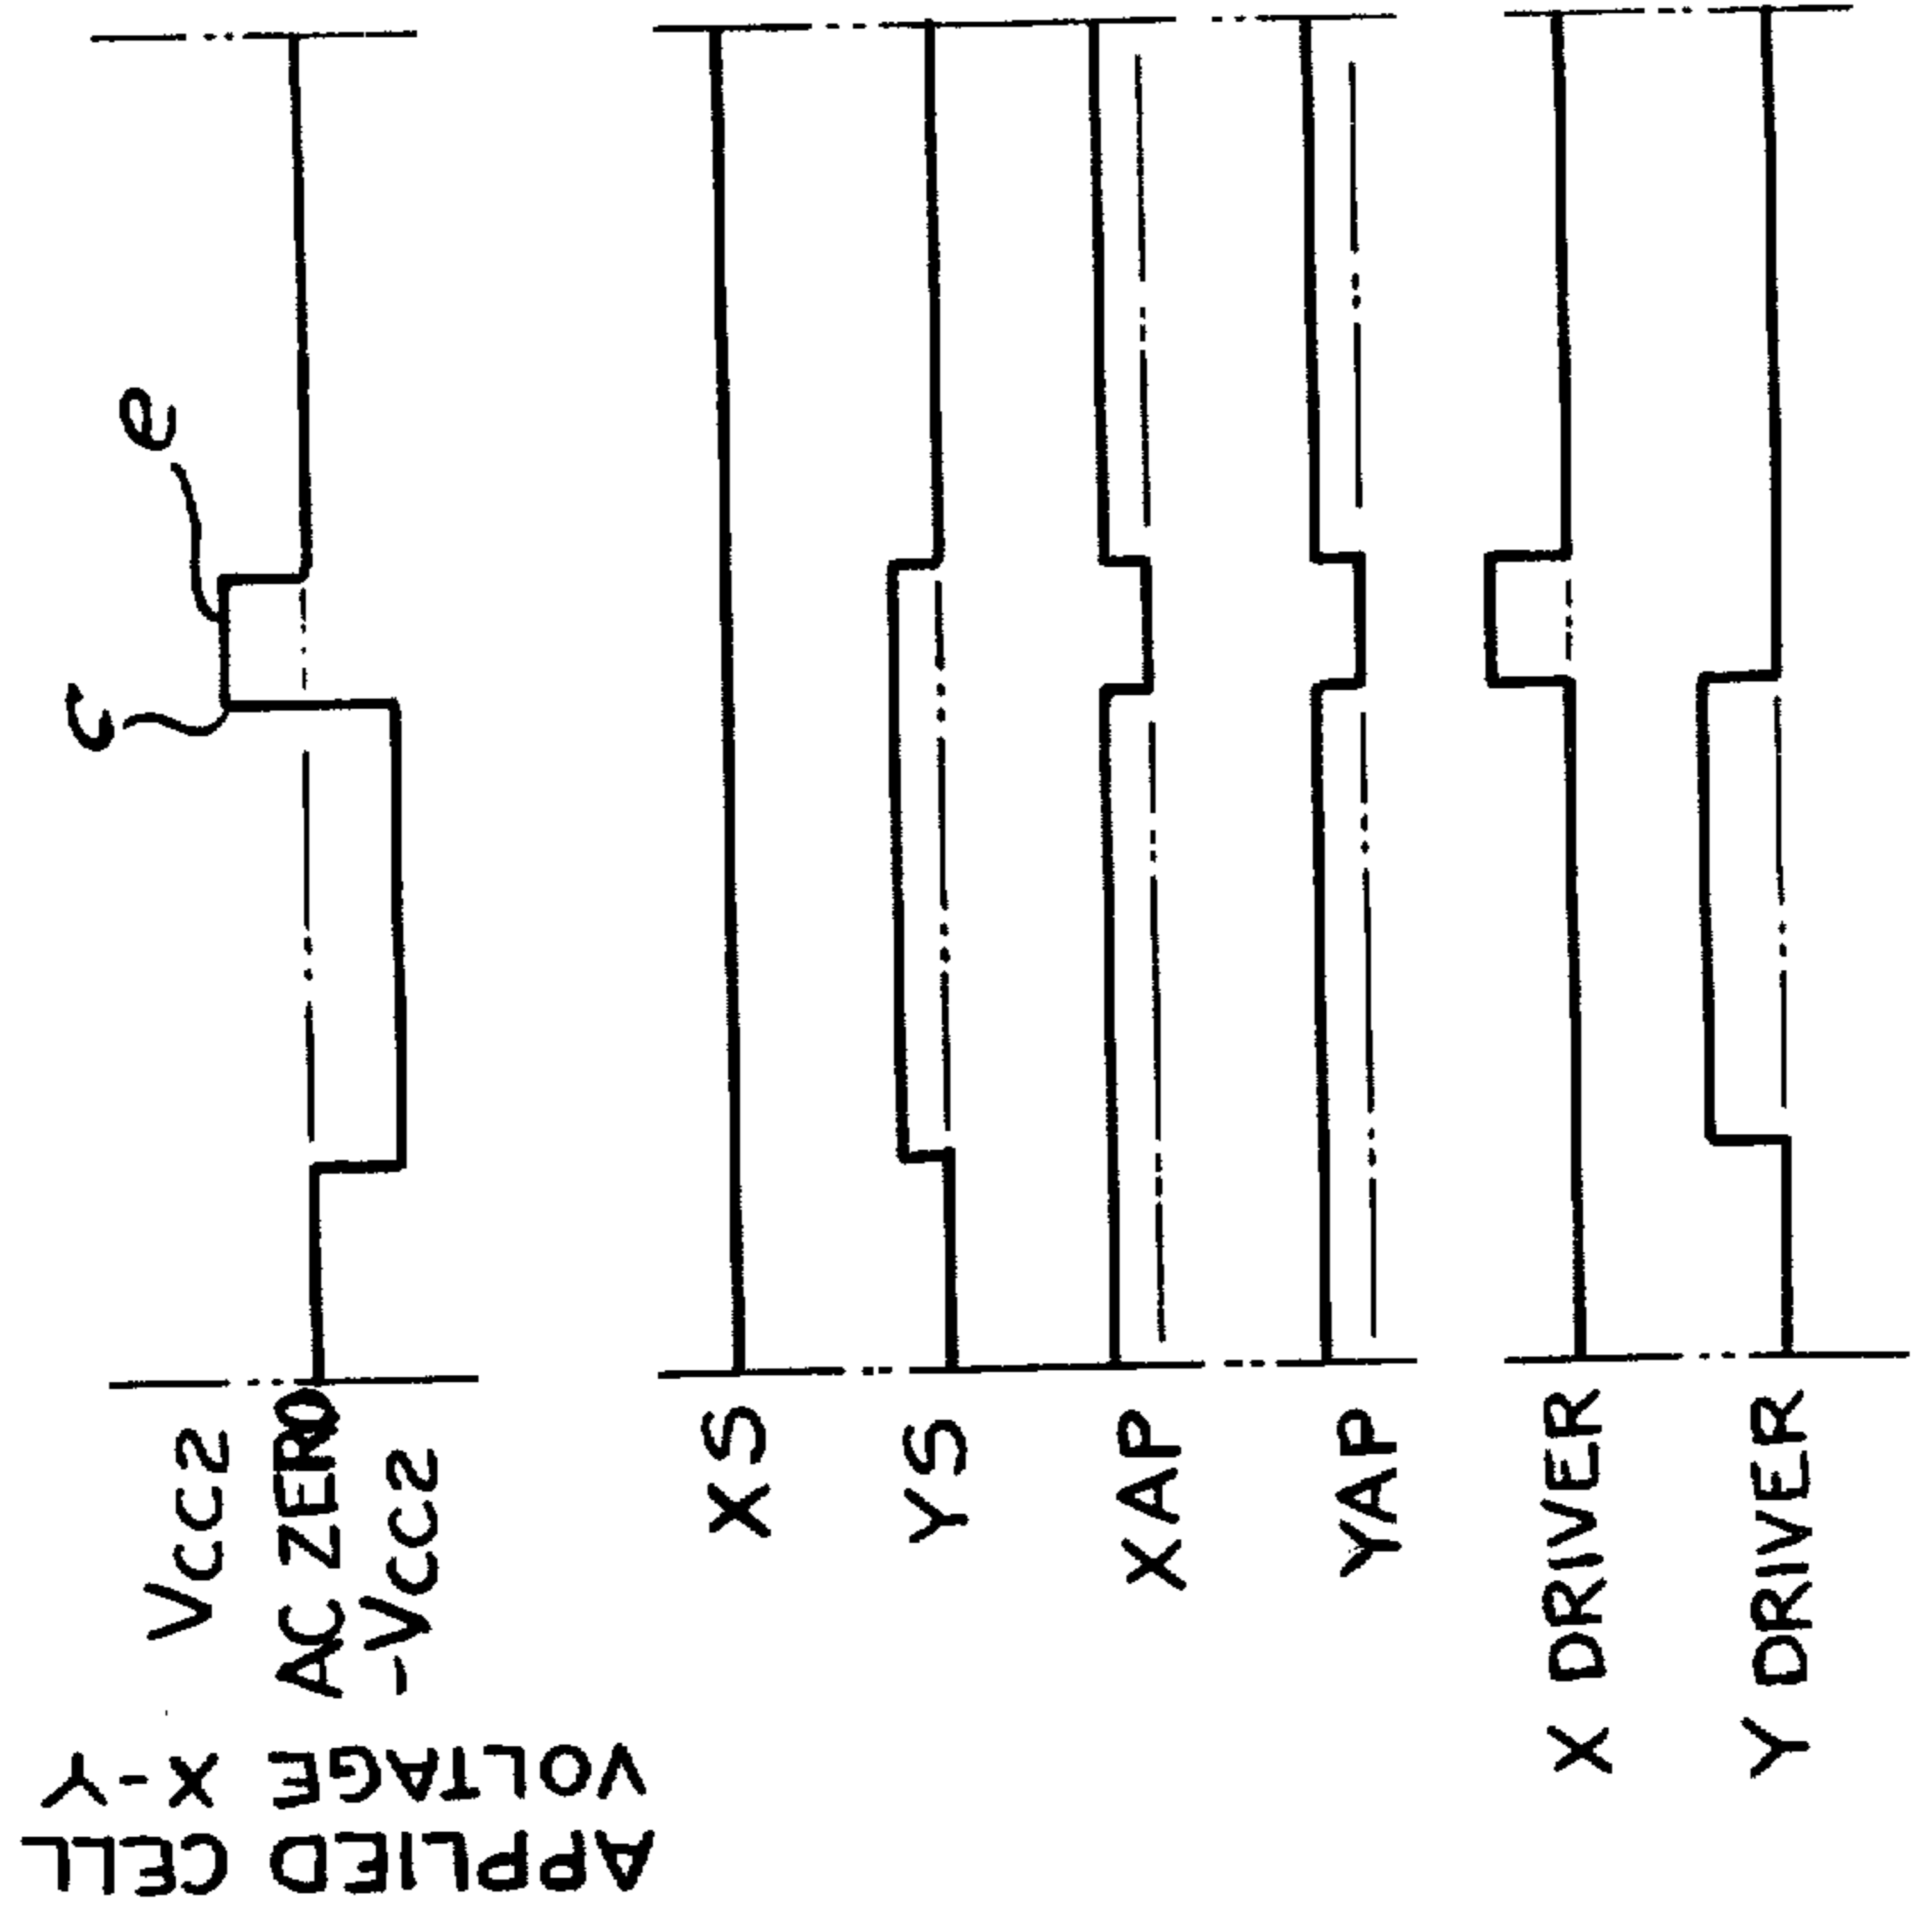 APPLIED CELL
VOLTAGE X-Y
Vcc2
AC ZERO
-Vcc2
c
e
XS
YS
XAP
YAP
X DRIVER
Y DRIVER